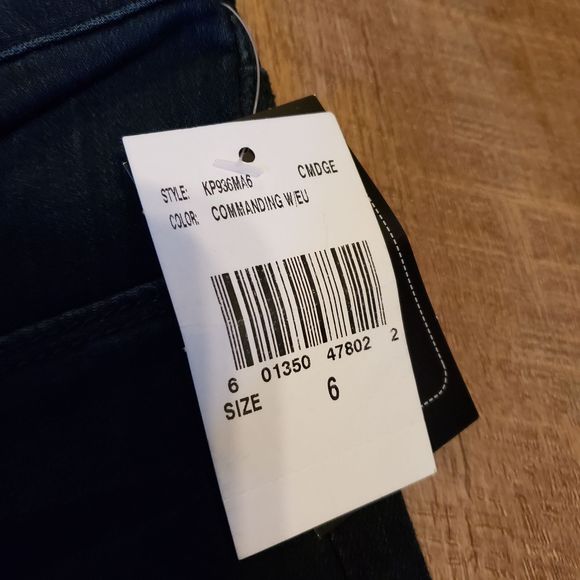 STYLE: KP936MA6 CMDGE
COLOR: COMMANDING W/EU
6 01350 47802 2
SIZE 6